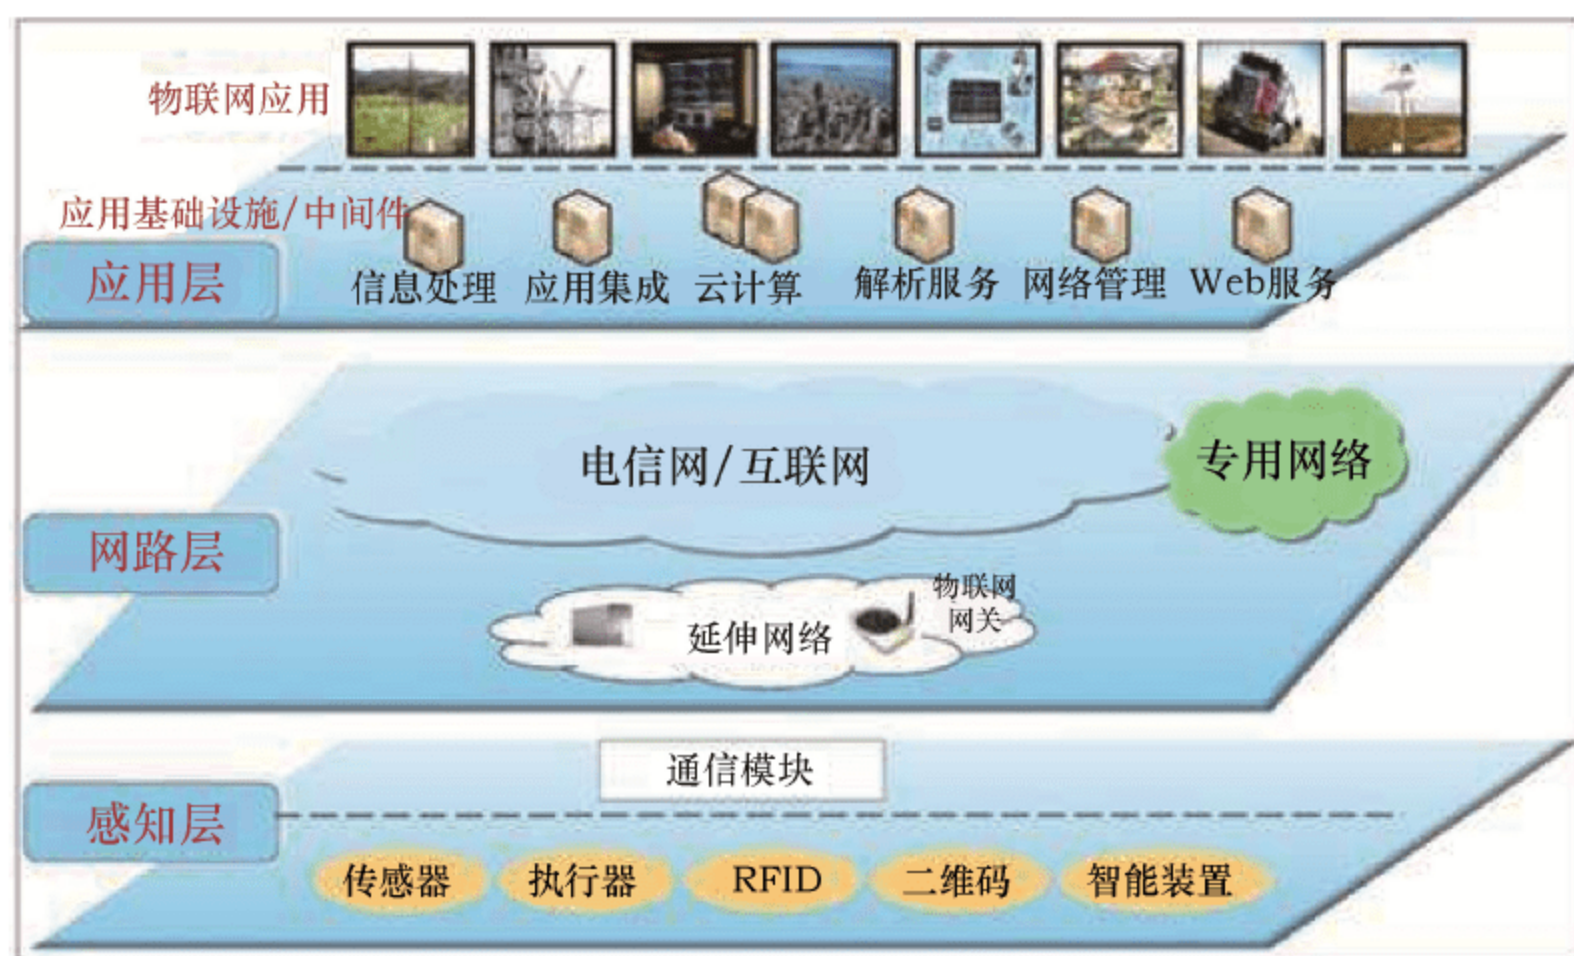 物联网应用
应用基础设施/中间件
应用层
信息处理
应用集成
云计算
解析服务
网络管理
Web服务
电信网/互联网
专用网络
网路层
物联网
网关
延伸网络
通信模块
感知层
传感器
执行器
RFID
二维码
智能装置